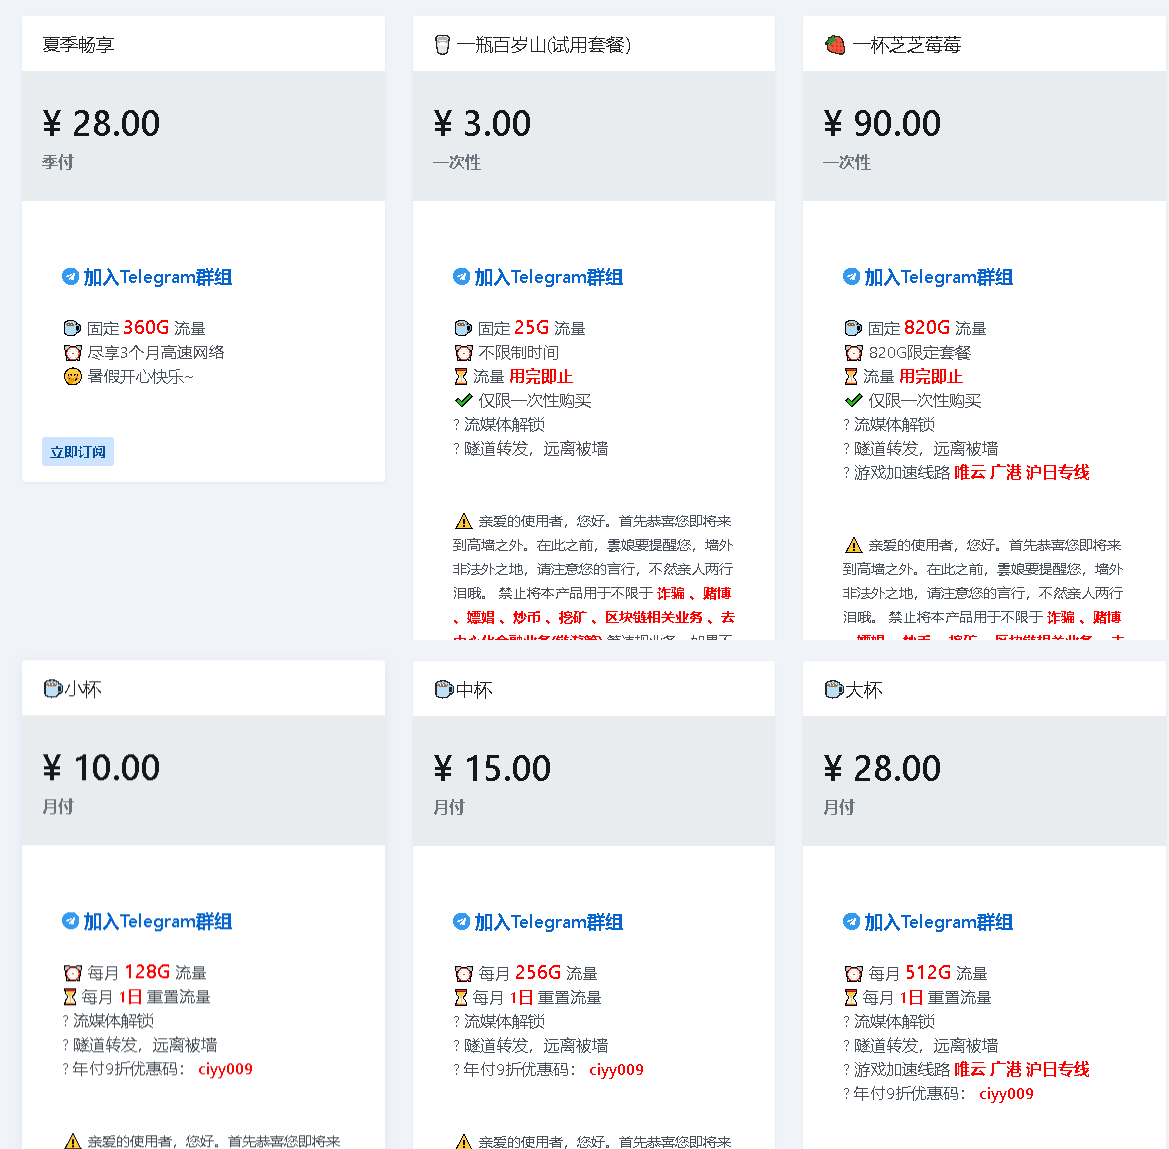 夏季畅享
¥ 28.00
季付
加入Telegram群组
固定 360G 流量
尽享3个月高速网络
暑假开心快乐~
立即订阅
一瓶百岁山(试用套餐)
¥ 3.00
一次性
加入Telegram群组
固定 25G 流量
不限制时间
流量 用完即止
仅限一次性购买
? 流媒体解锁
? 隧道转发，远离被墙
亲爱的使用者，您好。首先恭喜您即将来
到高墙之外。在此之前，雲娘要提醒您，墙外
非法外之地，请注意您的言行，不然亲人两行
泪哦。 禁止将本产品用于不限于 诈骗 、赌博
、嫖娼 、炒币 、挖矿 、区块链相关业务 、去
一杯芝芝莓莓
¥ 90.00
一次性
加入Telegram群组
固定 820G 流量
820G限定套餐
流量 用完即止
仅限一次性购买
? 流媒体解锁
? 隧道转发，远离被墙
? 游戏加速线路 唯云 广港 沪日专线
亲爱的使用者，您好。首先恭喜您即将来
到高墙之外。在此之前，雲娘要提醒您，墙外
非法外之地，请注意您的言行，不然亲人两行
泪哦。 禁止将本产品用于不限于 诈骗 、赌博
小杯
¥ 10.00
月付
加入Telegram群组
每月 128G 流量
每月 1日 重置流量
? 流媒体解锁
? 隧道转发，远离被墙
? 年付9折优惠码： ciyy009
亲爱的使用者，您好。首先恭喜您即将来
中杯
¥ 15.00
月付
加入Telegram群组
每月 256G 流量
每月 1日 重置流量
? 流媒体解锁
? 隧道转发，远离被墙
? 年付9折优惠码： ciyy009
亲爱的使用者，您好。首先恭喜您即将来
大杯
¥ 28.00
月付
加入Telegram群组
每月 512G 流量
每月 1日 重置流量
? 流媒体解锁
? 隧道转发，远离被墙
? 游戏加速线路 唯云 广港 沪日专线
? 年付9折优惠码： ciyy009